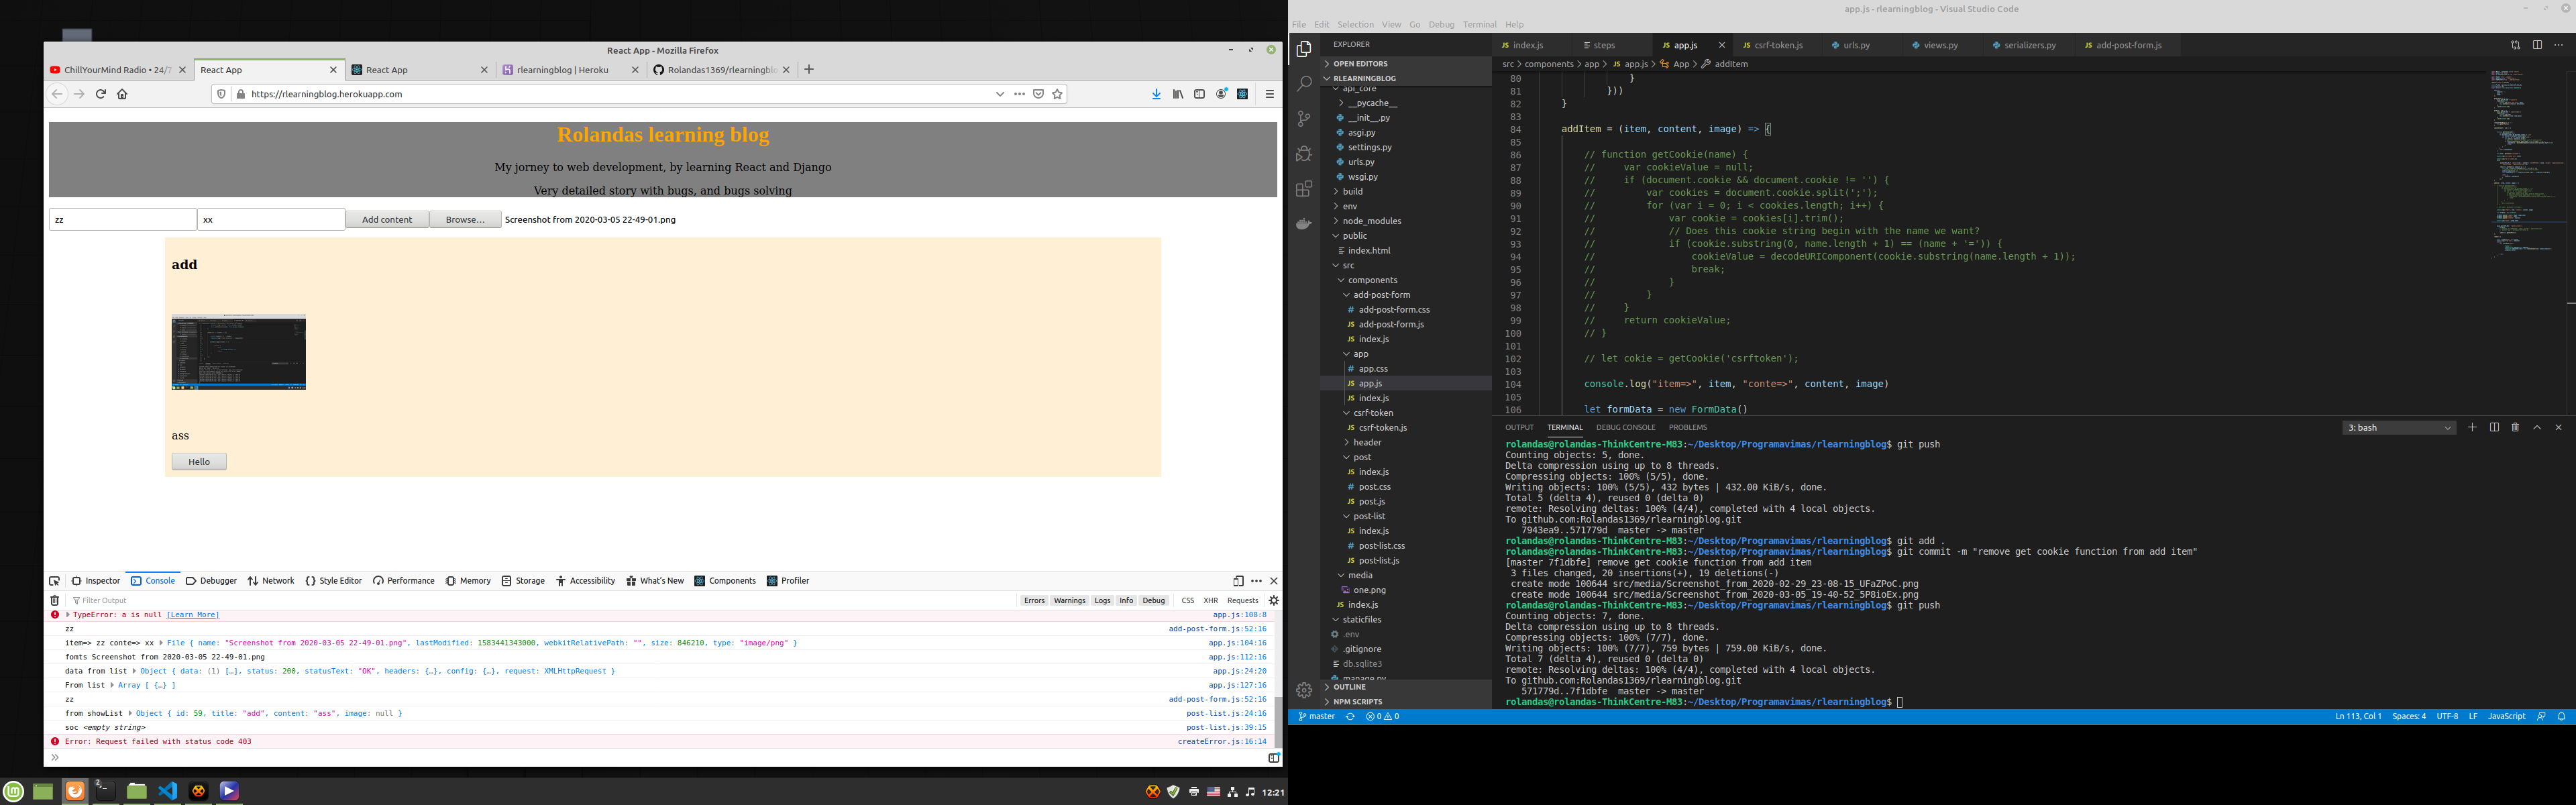 React App - Mozilla Firefox
ChillYourMind Radio • 24/7
React App
React App
rlearningblog | Heroku
Rolandas1369/rlearningblo
https://rlearningblog.herokuapp.com
Rolandas learning blog
My jorney to web development, by learning React and Django
Very detailed story with bugs, and bugs solving
zz
xx
Add content
Browse...
Screenshot from 2020-03-05 22-49-01.png
add
ass
Hello
Inspector
Console
Debugger
Network
Style Editor
Performance
Memory
Storage
Accessibility
What's New
Components
Profiler
Filter Output
Errors
Warnings
Logs
Info
Debug
CSS
XHR
Requests
TypeError: a is null [Learn More] app.js:108:8
zz add-post-form.js:52:16
item=> zz conte=> xx File { name: "Screenshot from 2020-03-05 22-49-01.png", lastModified: 1583441343000, webkitRelativePath: "", size: 846210, type: "image/png" } app.js:104:16
fomts Screenshot from 2020-03-05 22-49-01.png app.js:112:16
data from list Object { data: (1) […], status: 200, statusText: "OK", headers: {…}, config: {…}, request: XMLHttpRequest } app.js:24:20
From list Array [ {…} ] app.js:127:16
zz add-post-form.js:52:16
from showList Object { id: 59, title: "add", content: "ass", image: null } post-list.js:24:16
soc <empty string> post-list.js:39:15
Error: Request failed with status code 403 createError.js:16:14
12:21
app.js - rlearningblog - Visual Studio Code
File Edit Selection View Go Debug Terminal Help
EXPLORER
OPEN EDITORS
RLEARNINGBLOG
api_core
__pycache__
__init__.py
asgi.py
settings.py
urls.py
wsgi.py
build
env
node_modules
public
index.html
src
components
add-post-form
add-post-form.css
add-post-form.js
index.js
app
app.css
app.js
index.js
csrf-token
csrf-token.js
header
post
index.js
post.css
post.js
post-list
index.js
post-list.css
post-list.js
media
one.png
index.js
staticfiles
.env
.gitignore
db.sqlite3
manage.py
OUTLINE
NPM SCRIPTS
index.js
steps
app.js
csrf-token.js
urls.py
views.py
serializers.py
add-post-form.js
src > components > app > app.js > App > addItem
80 }
81 }))
82 }
83
84 addItem = (item, content, image) => {
85
86 // function getCookie(name) {
87 // var cookieValue = null;
88 // if (document.cookie && document.cookie != '') {
89 // var cookies = document.cookie.split(';');
90 // for (var i = 0; i < cookies.length; i++) {
91 // var cookie = cookies[i].trim();
92 // // Does this cookie string begin with the name we want?
93 // if (cookie.substring(0, name.length + 1) == (name + '=')) {
94 // cookieValue = decodeURIComponent(cookie.substring(name.length + 1));
95 // break;
96 // }
97 // }
98 // }
99 // return cookieValue;
100 // }
101
102 // let cokie = getCookie('csrftoken');
103
104 console.log("item=>", item, "conte=>", content, image)
105
106 let formData = new FormData()
OUTPUT
TERMINAL
DEBUG CONSOLE
PROBLEMS
3: bash
rolandas@rolandas-ThinkCentre-M83:~/Desktop/Programavimas/rlearningblog$ git push
Counting objects: 5, done.
Delta compression using up to 8 threads.
Compressing objects: 100% (5/5), done.
Writing objects: 100% (5/5), 432 bytes | 432.00 KiB/s, done.
Total 5 (delta 4), reused 0 (delta 0)
remote: Resolving deltas: 100% (4/4), completed with 4 local objects.
To github.com:Rolandas1369/rlearningblog.git
7943ea9..571779d master -> master
rolandas@rolandas-ThinkCentre-M83:~/Desktop/Programavimas/rlearningblog$ git add .
rolandas@rolandas-ThinkCentre-M83:~/Desktop/Programavimas/rlearningblog$ git commit -m "remove get cookie function from add item"
[master 7f1dbfe] remove get cookie function from add item
3 files changed, 20 insertions(+), 19 deletions(-)
create mode 100644 src/media/Screenshot_from_2020-02-29_23-08-15_UFaZPoC.png
create mode 100644 src/media/Screenshot_from_2020-03-05_19-40-52_5P8ioEx.png
rolandas@rolandas-ThinkCentre-M83:~/Desktop/Programavimas/rlearningblog$ git push
Counting objects: 7, done.
Delta compression using up to 8 threads.
Compressing objects: 100% (7/7), done.
Writing objects: 100% (7/7), 759 bytes | 759.00 KiB/s, done.
Total 7 (delta 4), reused 0 (delta 0)
remote: Resolving deltas: 100% (4/4), completed with 4 local objects.
To github.com:Rolandas1369/rlearningblog.git
571779d..7f1dbfe master -> master
rolandas@rolandas-ThinkCentre-M83:~/Desktop/Programavimas/rlearningblog$
master
0 0
Ln 113, Col 1
Spaces: 4
UTF-8
LF
JavaScript